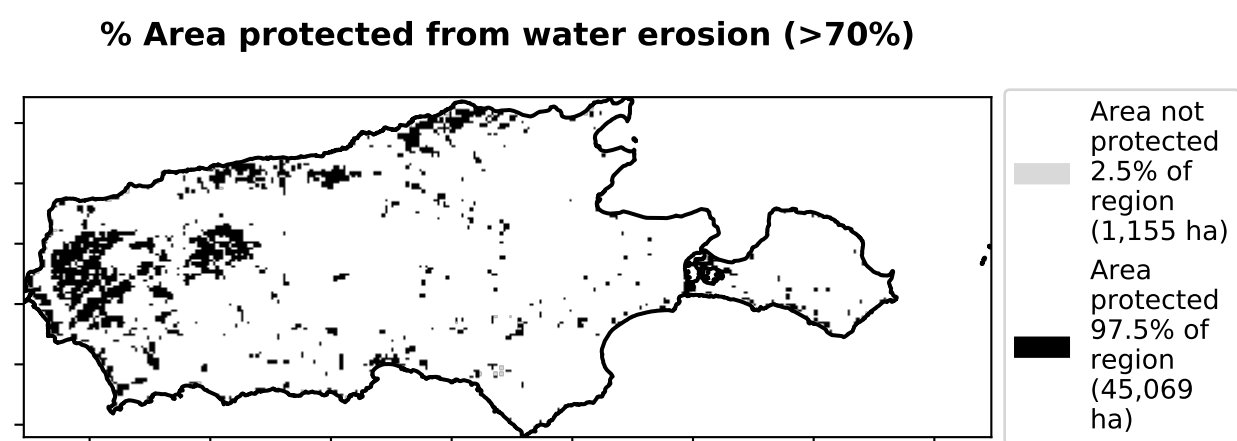 % Area protected from water erosion (>70%)
Area not
protected
2.5% of
region
(1,155 ha)
Area
protected
97.5% of
region
(45,069
ha)